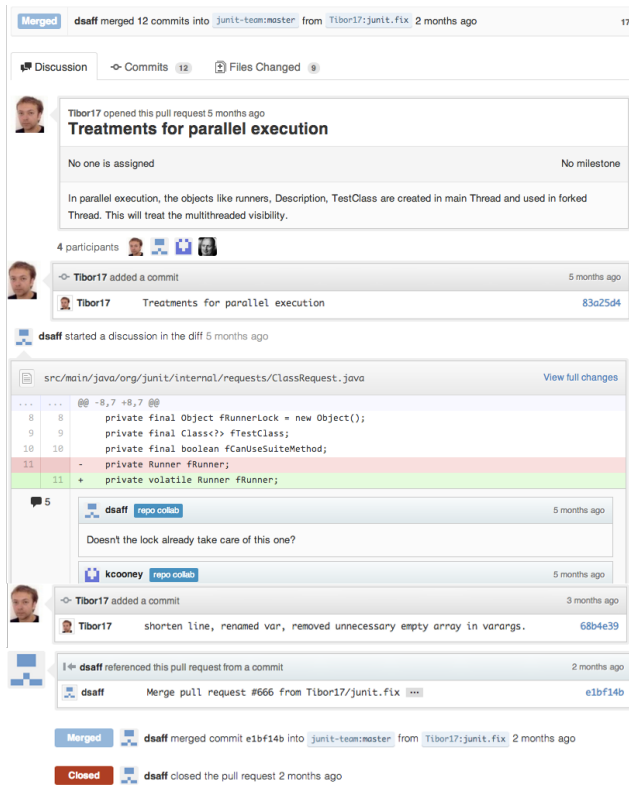 Merged dsaff merged 12 commits into junit-team:master from Tibor17:junit.fix 2 months ago 17
Discussion Commits 12 Files Changed 9
Tibor17 opened this pull request 5 months ago
Treatments for parallel execution
No one is assigned No milestone
In parallel execution, the objects like runners, Description, TestClass are created in main Thread and used in forked
Thread. This will treat the multithreaded visibility.
4 participants
Tibor17 added a commit 5 months ago
Tibor17 Treatments for parallel execution 83a25d4
dsaff started a discussion in the diff 5 months ago
src/main/java/org/junit/internal/requests/ClassRequest.java View full changes
... ... @@ -8,7 +8,7 @@
8 8 private final Object fRunnerLock = new Object();
9 9 private final Class<?> fTestClass;
10 10 private final boolean fCanUseSuiteMethod;
11 - private Runner fRunner;
11 + private volatile Runner fRunner;
5 dsaff repo collab 5 months ago
Doesn't the lock already take care of this one?
kcooney repo collab 5 months ago
Tibor17 added a commit 3 months ago
Tibor17 shorten line, renamed var, removed unnecessary empty array in varargs. 68b4e39
dsaff referenced this pull request from a commit 2 months ago
dsaff Merge pull request #666 from Tibor17/junit.fix ... e1bf14b
Merged dsaff merged commit e1bf14b into junit-team:master from Tibor17:junit.fix 2 months ago
Closed dsaff closed the pull request 2 months ago